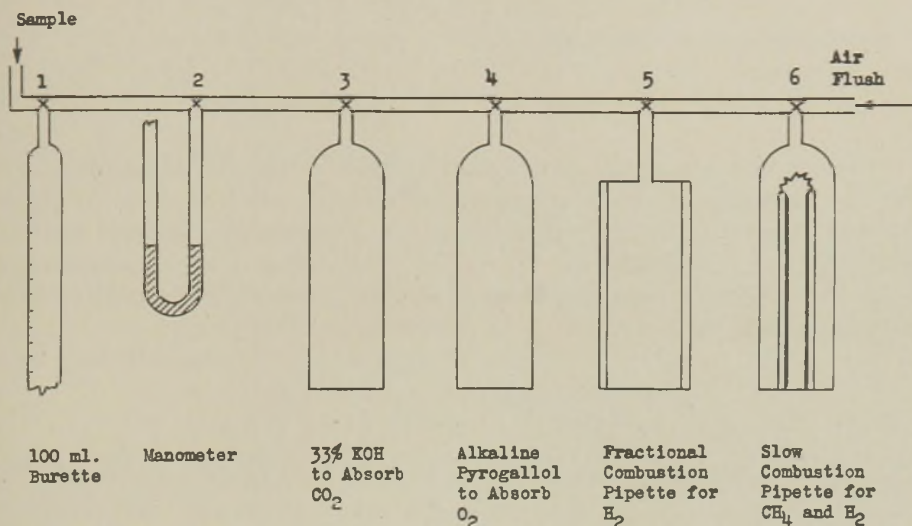 Sample
1
2
3
4
5
6
Air
Flush
100 ml.
Burette
Manometer
33% KOH
to Absorb
CO2
Alkaline
Pyrogallol
to Absorb
O2
Fractional
Combustion
Pipette for
H2
Slow
Combustion
Pipette for
CH4 and H2